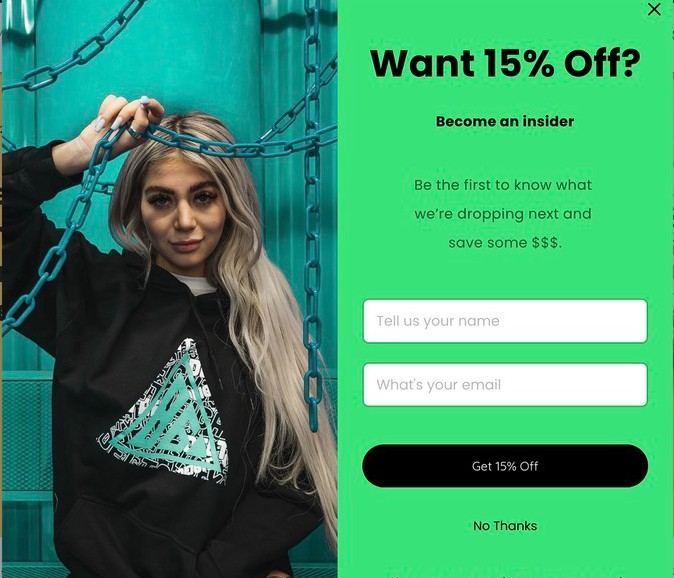 Want 15% Off?
Become an insider
Be the first to know what
we’re dropping next and
save some $$$.
Tell us your name
What's your email
Get 15% Off
No Thanks